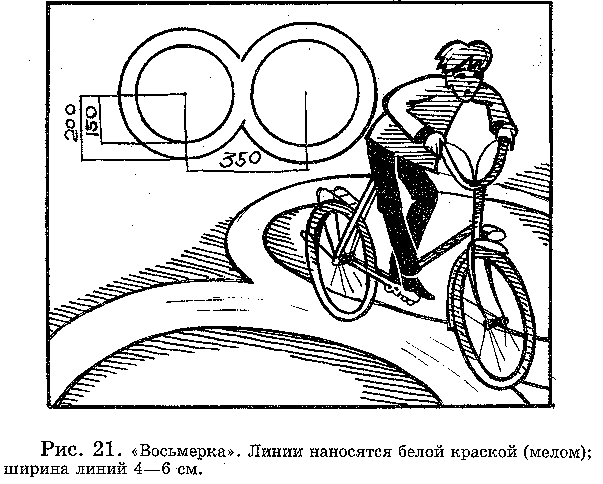 200
150
350
Рис. 21. «Восьмерка». Линии наносятся белой краской (мелом);
ширина линий 4—6 см.